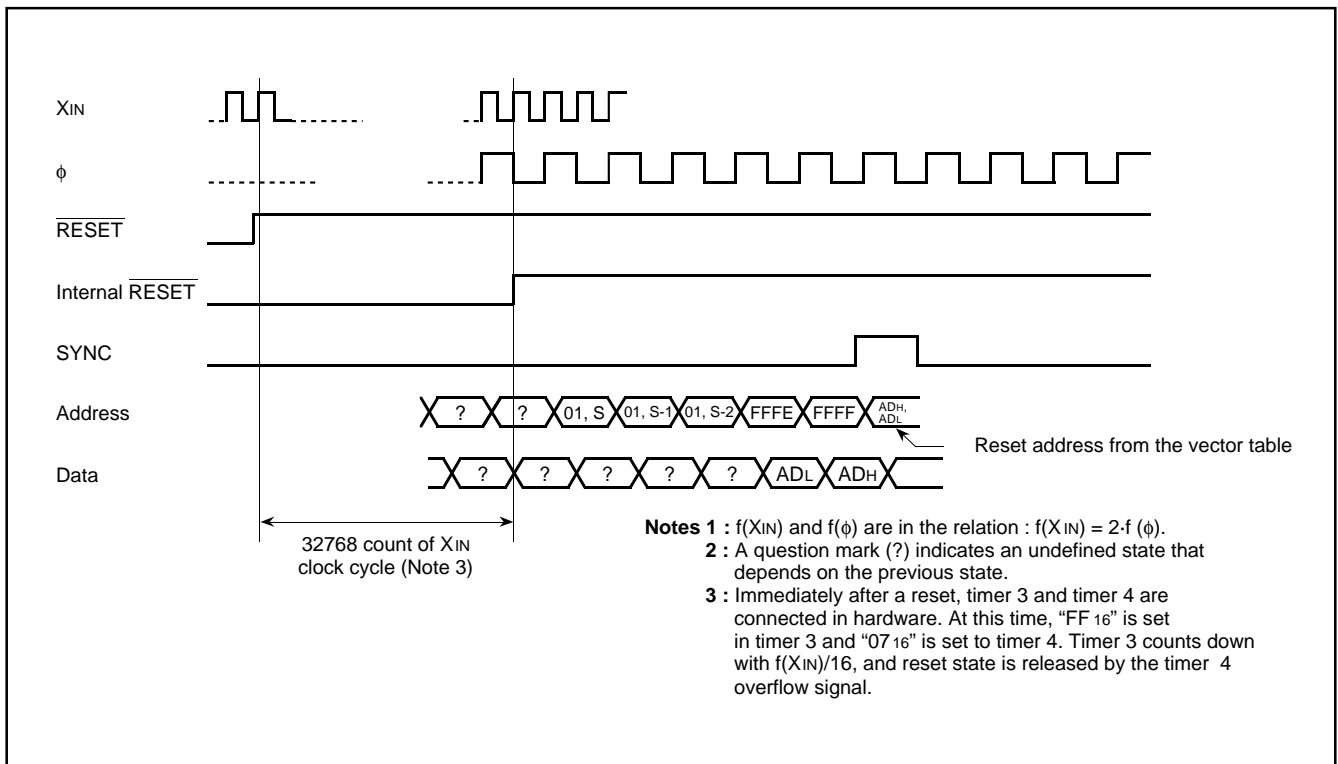 XIN
ϕ
RESET
Internal RESET
SYNC
Address
? ? 01, S 01, S-1 01, S-2 FFFE FFFF ADH, ADL
Reset address from the vector table
Data
? ? ? ? ? ADL ADH
32768 count of XIN
clock cycle (Note 3)
Notes 1 : f(XIN) and f(ϕ) are in the relation : f(XIN) = 2·f (ϕ).
2 : A question mark (?) indicates an undefined state that
depends on the previous state.
3 : Immediately after a reset, timer 3 and timer 4 are
connected in hardware. At this time, “FF16” is set
in timer 3 and “0716” is set to timer 4. Timer 3 counts down
with f(XIN)/16, and reset state is released by the timer 4
overflow signal.